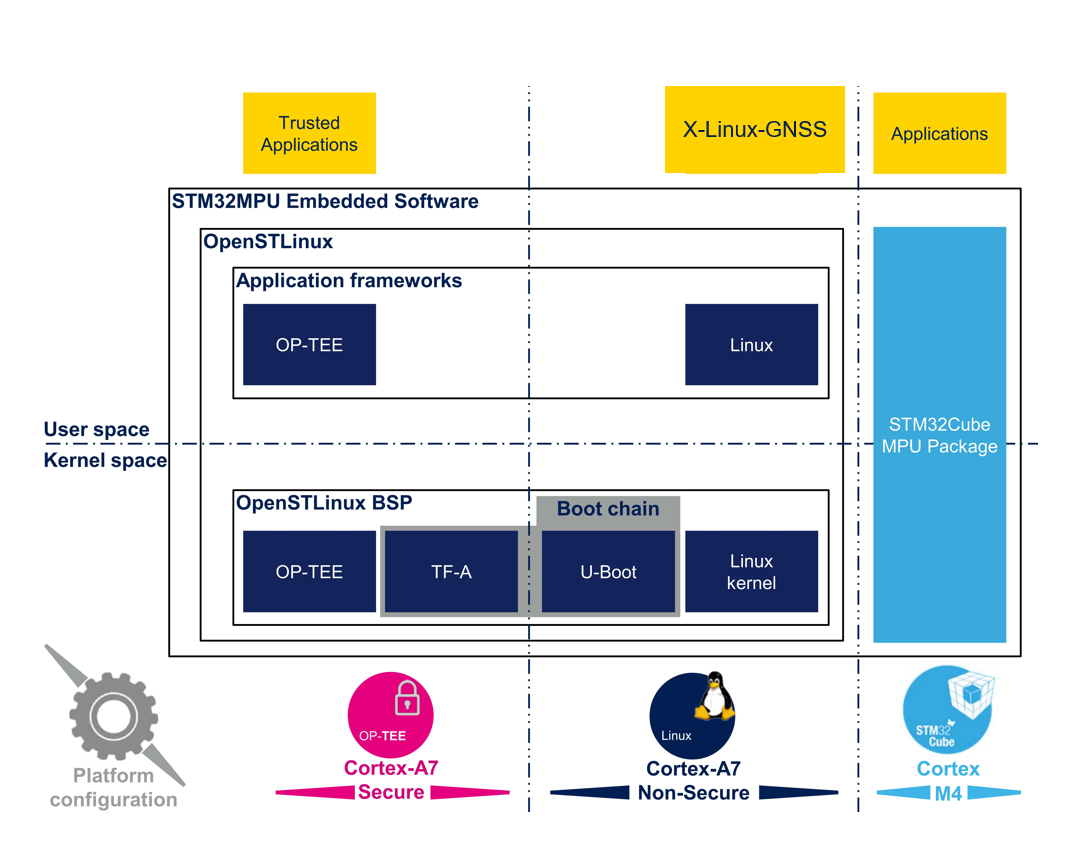 Trusted
Applications
X-Linux-GNSS
Applications
STM32MPU Embedded Software
OpenSTLinux
Application frameworks
OP-TEE
Linux
STM32Cube
MPU Package
User space
Kernel space
OpenSTLinux BSP
Boot chain
OP-TEE
TF-A
U-Boot
Linux
kernel
Platform
configuration
OP-TEE
Cortex-A7
Secure
Linux
Cortex-A7
Non-Secure
STM32
Cube
Cortex
M4